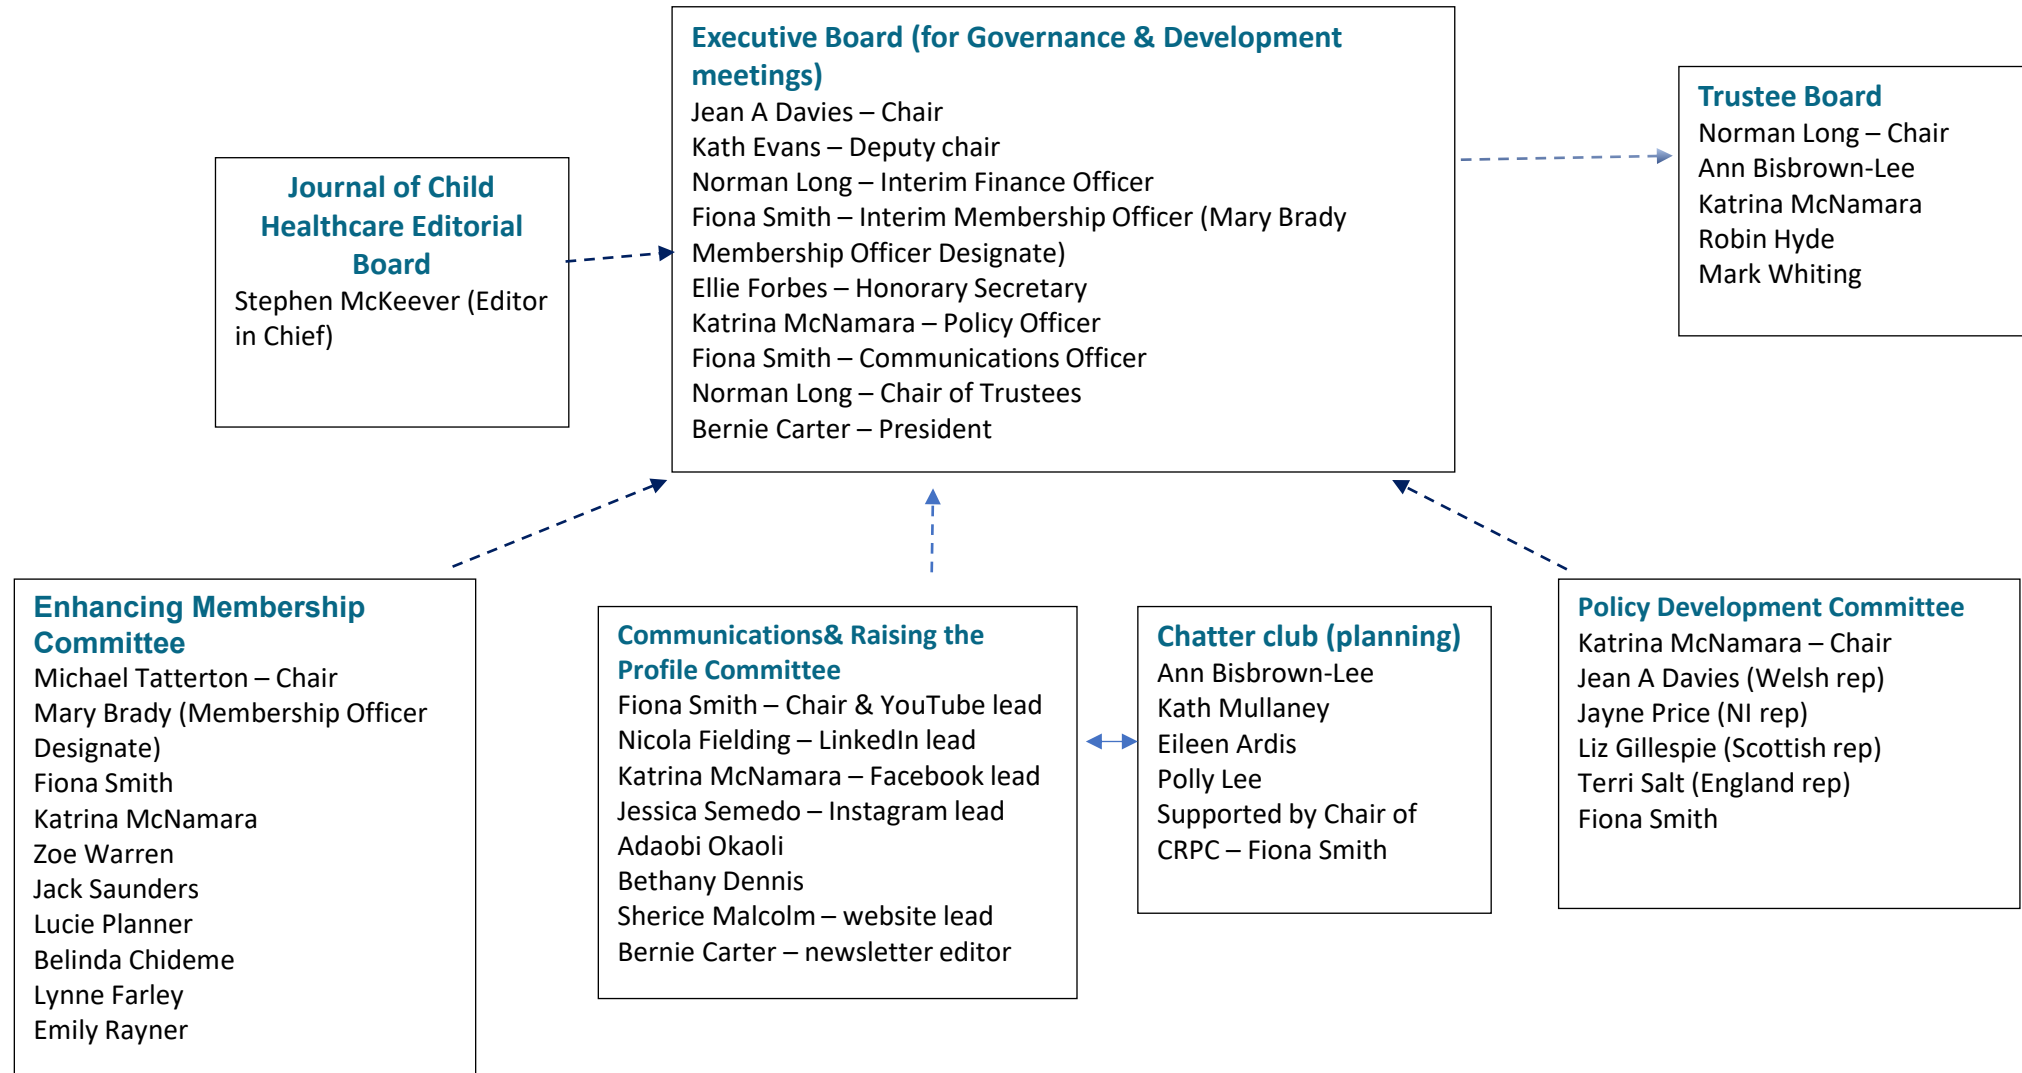 Executive Board (for Governance & Development
meetings)
Jean A Davies – Chair
Kath Evans – Deputy chair
Norman Long – Interim Finance Officer
Fiona Smith – Interim Membership Officer (Mary Brady
Membership Officer Designate)
Ellie Forbes – Honorary Secretary
Katrina McNamara – Policy Officer
Fiona Smith – Communications Officer
Norman Long – Chair of Trustees
Bernie Carter – President
Trustee Board
Norman Long – Chair
Ann Bisbrown-Lee
Katrina McNamara
Robin Hyde
Mark Whiting
Journal of Child
Healthcare Editorial
Board
Stephen McKeever (Editor
in Chief)
Enhancing Membership
Committee
Michael Tatterton – Chair
Mary Brady (Membership Officer
Designate)
Fiona Smith
Katrina McNamara
Zoe Warren
Jack Saunders
Lucie Planner
Belinda Chideme
Lynne Farley
Emily Rayner
Communications& Raising the
Profile Committee
Fiona Smith – Chair & YouTube lead
Nicola Fielding – LinkedIn lead
Katrina McNamara – Facebook lead
Jessica Semedo – Instagram lead
Adaobi Okaoli
Bethany Dennis
Sherice Malcolm – website lead
Bernie Carter – newsletter editor
Chatter club (planning)
Ann Bisbrown-Lee
Kath Mullaney
Eileen Ardis
Polly Lee
Supported by Chair of
CRPC – Fiona Smith
Policy Development Committee
Katrina McNamara – Chair
Jean A Davies (Welsh rep)
Jayne Price (NI rep)
Liz Gillespie (Scottish rep)
Terri Salt (England rep)
Fiona Smith